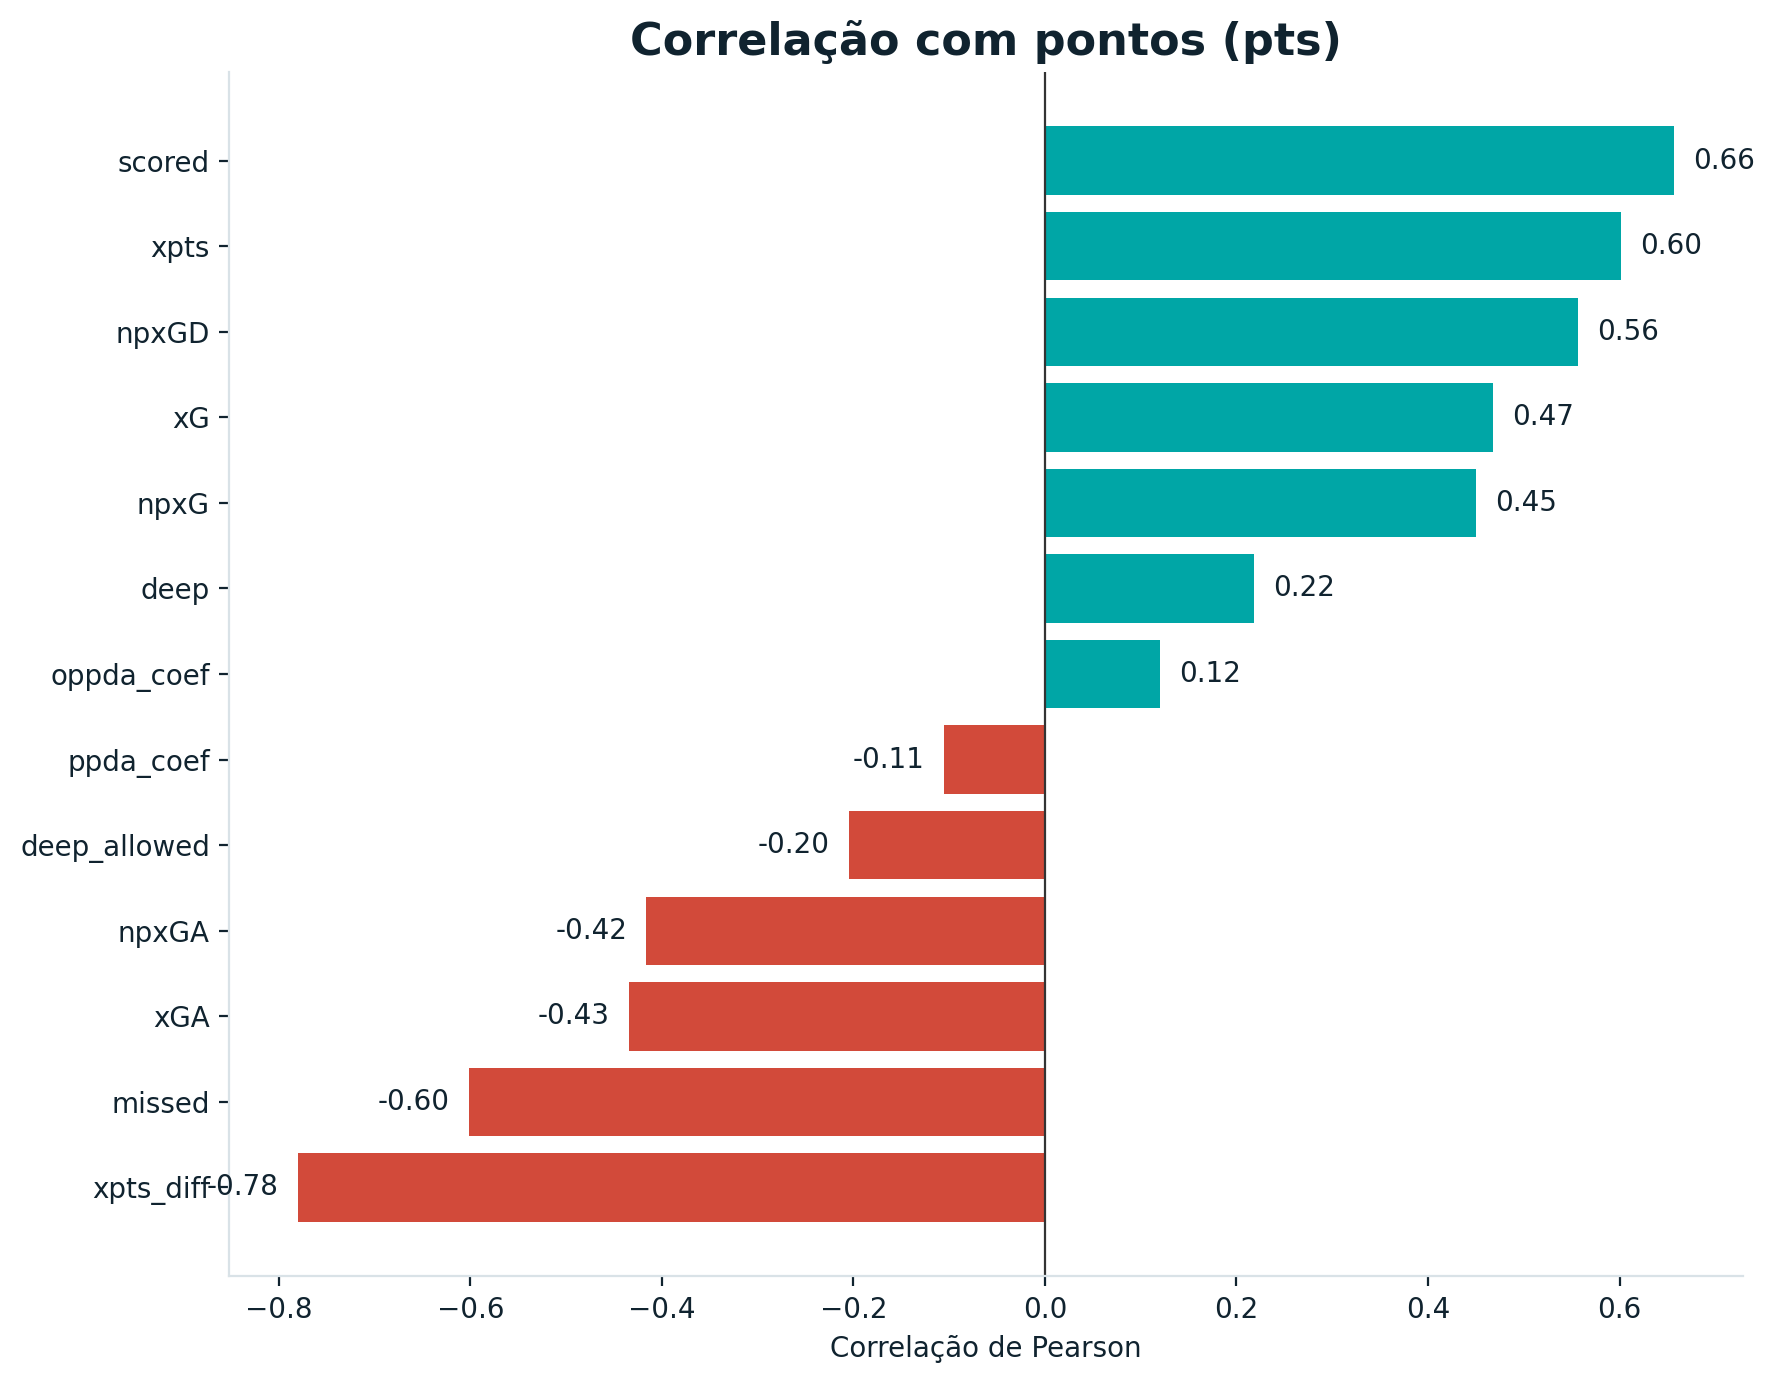 Correlação com pontos (pts)
scored 0.66
xpts 0.60
npxGD 0.56
xG 0.47
npxG 0.45
deep 0.22
oppda_coef 0.12
ppda_coef -0.11
deep_allowed -0.20
npxGA -0.42
xGA -0.43
missed -0.60
xpts_diff -0.78
−0.8 −0.6 −0.4 −0.2 0.0 0.2 0.4 0.6
Correlação de Pearson